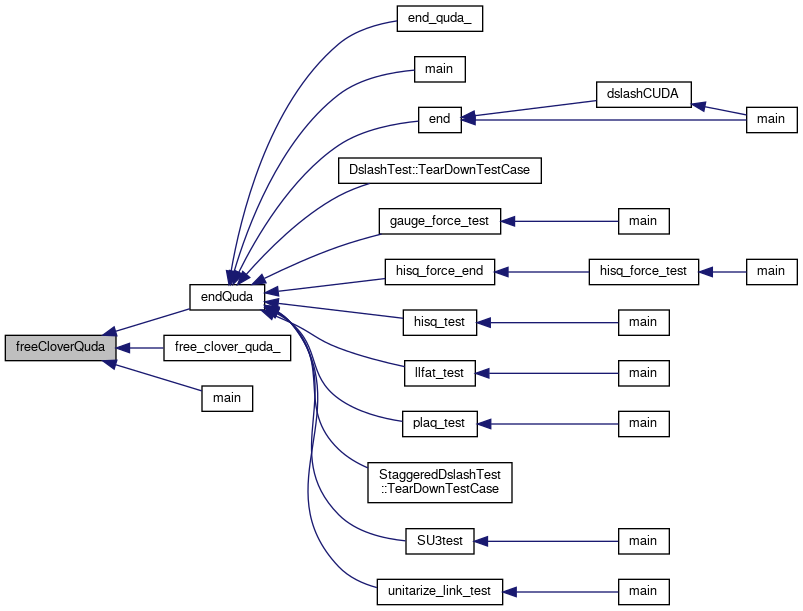 end_quda_
main
end
dslashCUDA
main
DslashTest::TearDownTestCase
gauge_force_test
main
hisq_force_end
hisq_force_test
main
endQuda
hisq_test
main
freeCloverQuda
free_clover_quda_
main
llfat_test
main
plaq_test
main
StaggeredDslashTest
::TearDownTestCase
SU3test
main
unitarize_link_test
main